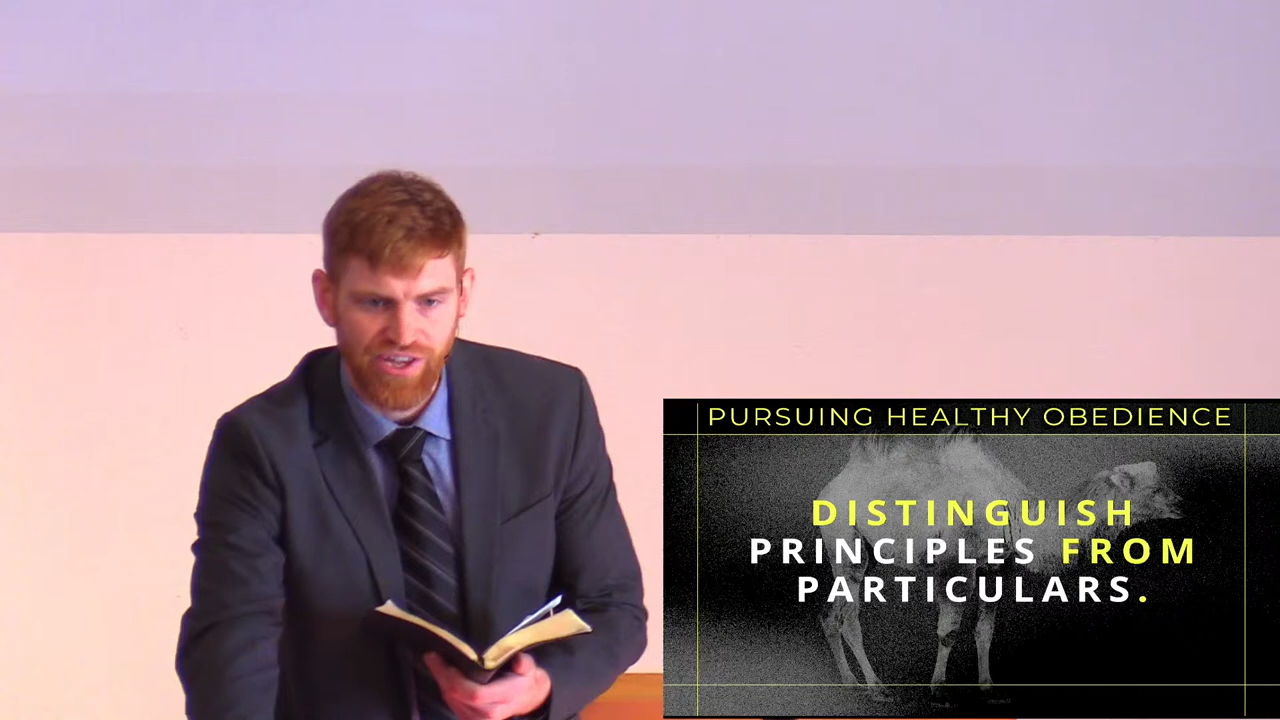 PURSUING HEALTHY OBEDIENCE
DISTINGUISH
PRINCIPLES FROM
PARTICULARS.